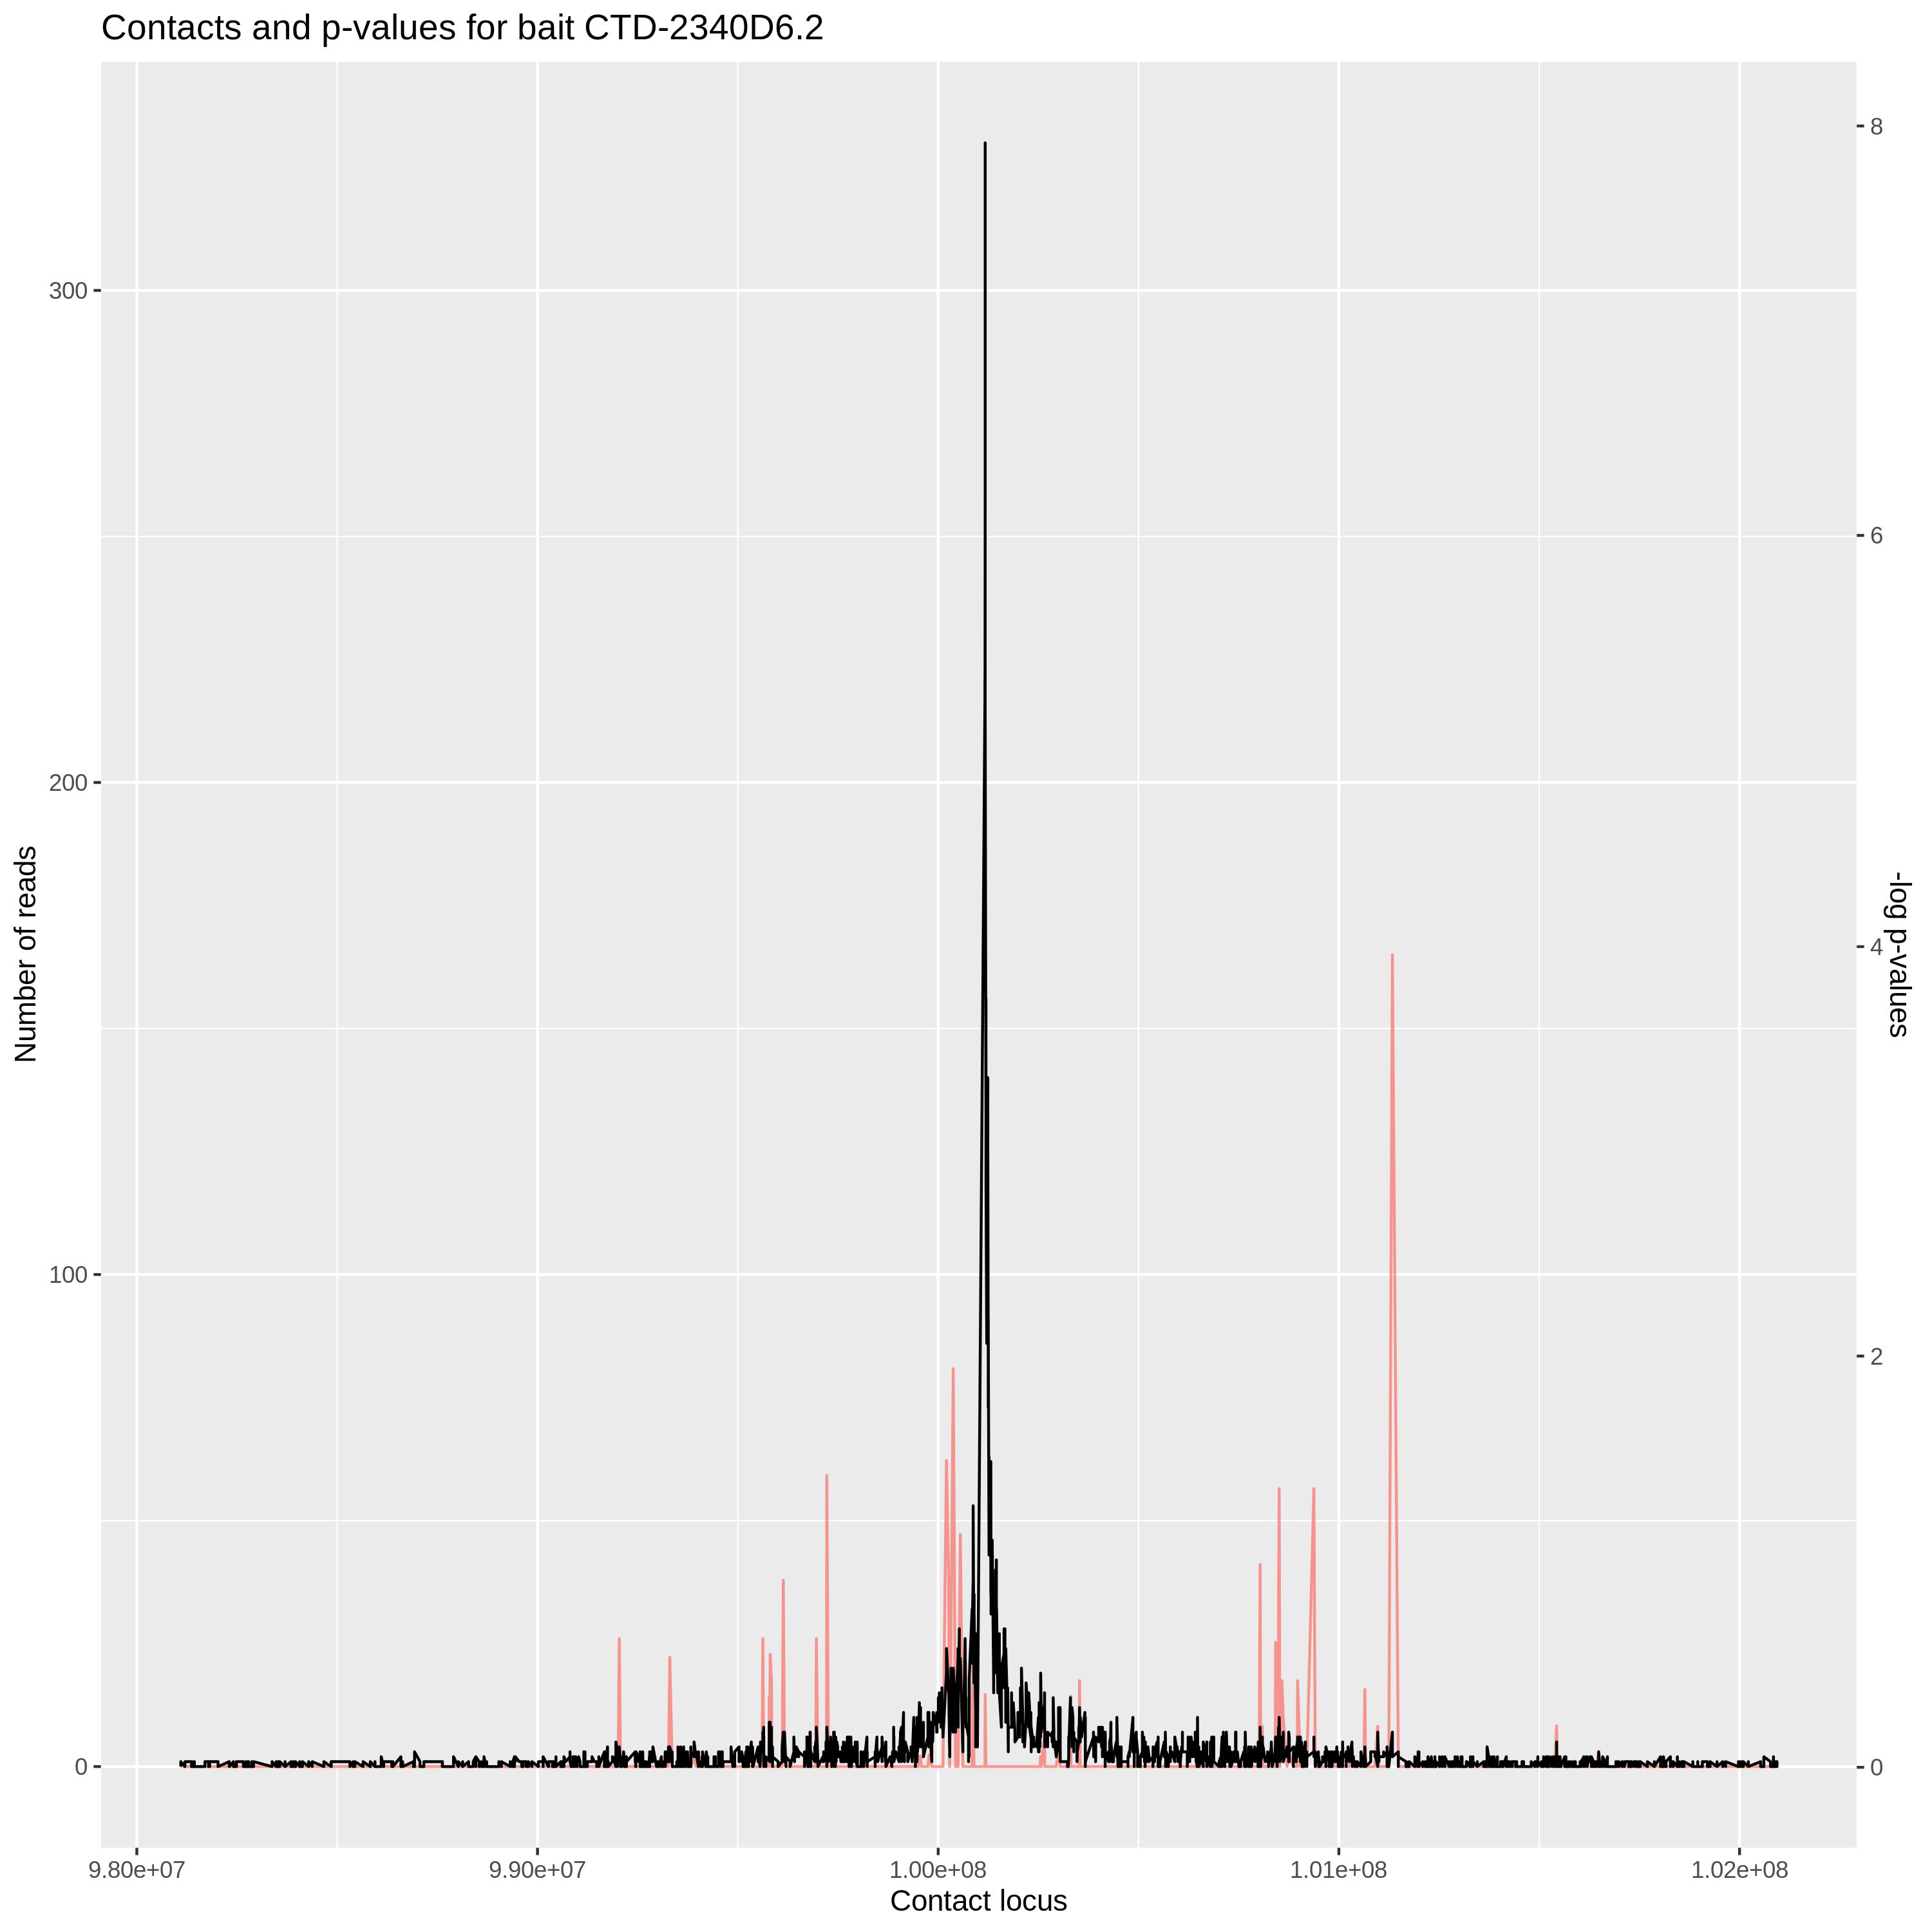 Contacts and p-values for bait CTD-2340D6.2
Number of reads
300
200
100
0
8
6
4
2
0
-log p-values
9.80e+07 9.90e+07 1.00e+08 1.01e+08 1.02e+08
Contact locus